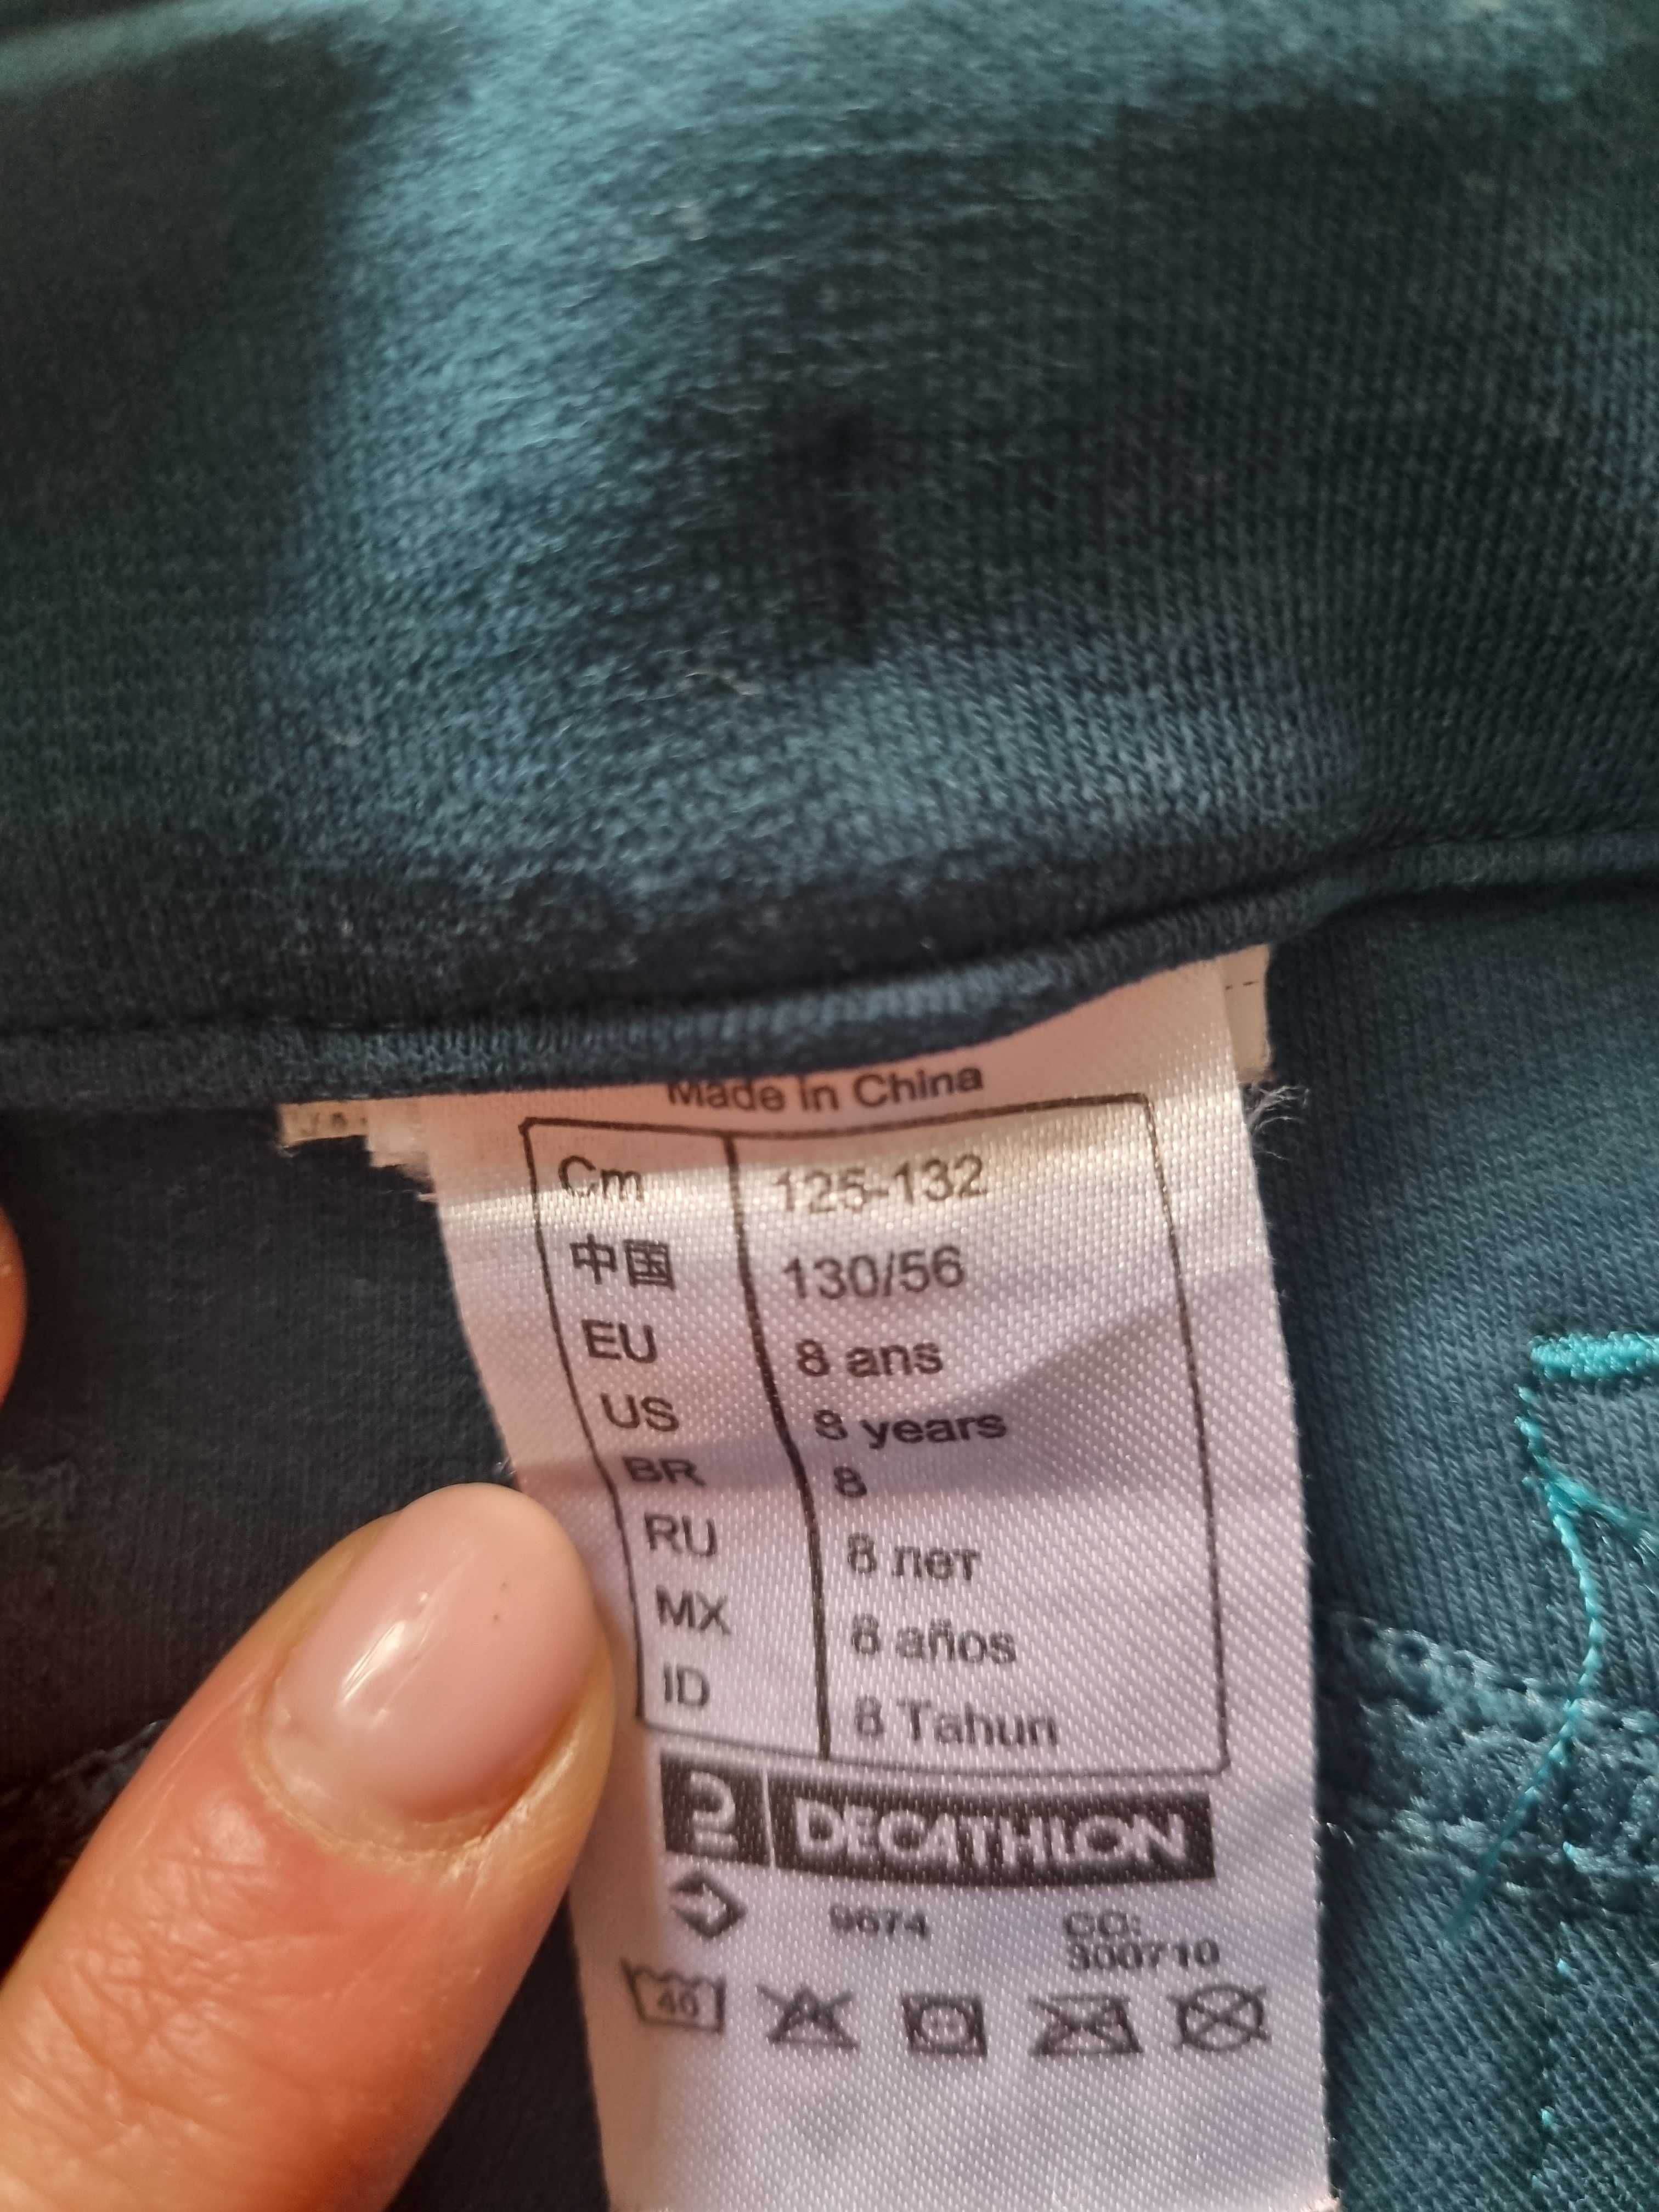 Made in China
Cm 125-132
中国 130/56
EU 8 ans
US 8 years
BR 8
RU 8 лет
MX 8 años
ID 8 Tahun
DECATHLON
9674 CC:
300710
40